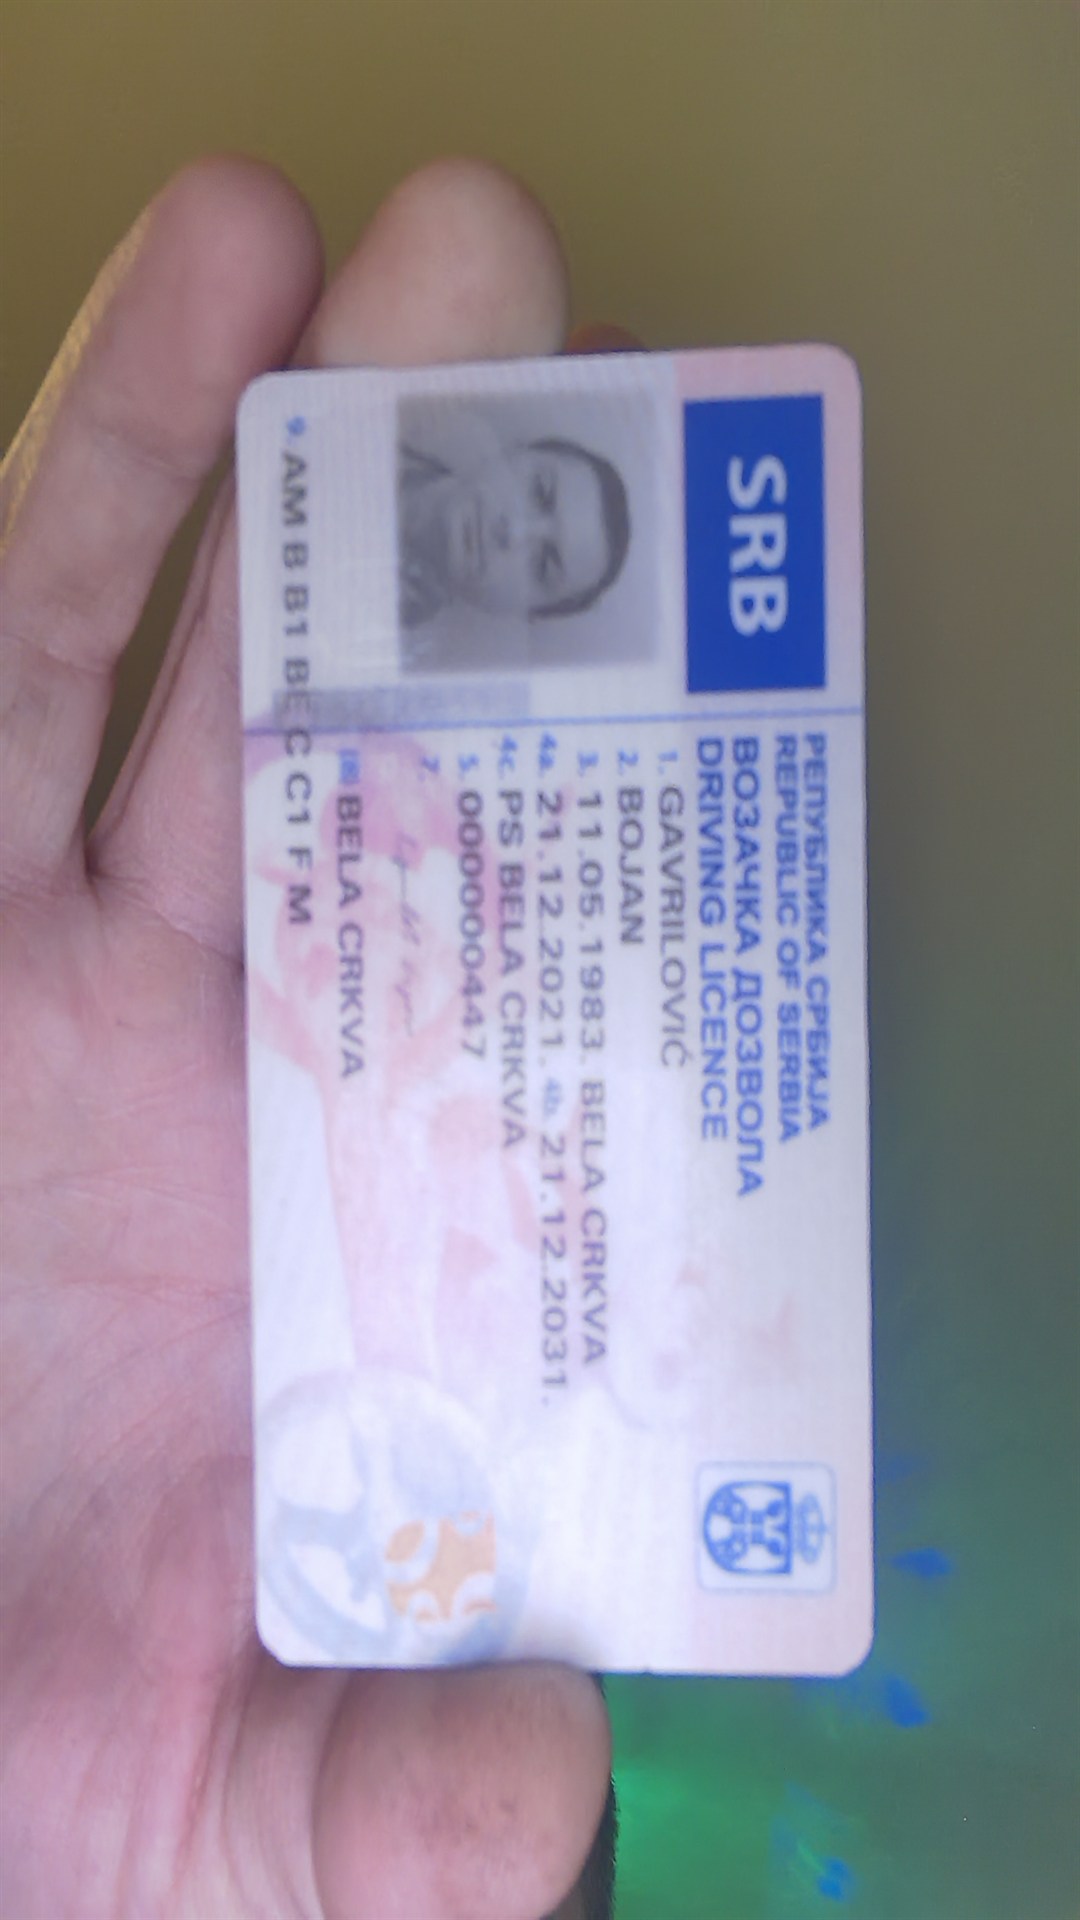 SRB
РЕПУБЛИКА СРБИЈА
REPUBLIC OF SERBIA
ВОЗАЧКА ДОЗВОЛА
DRIVING LICENCE
1. GAVRILOVIĆ
2. BOJAN
3. 11.05.1983. BELA CRKVA
4a. 21.12.2021. 4b. 21.12.2031.
4c. PS BELA CRKVA
5. 000000447
7.
(8) BELA CRKVA
9. AM B B1 BE C C1 F M